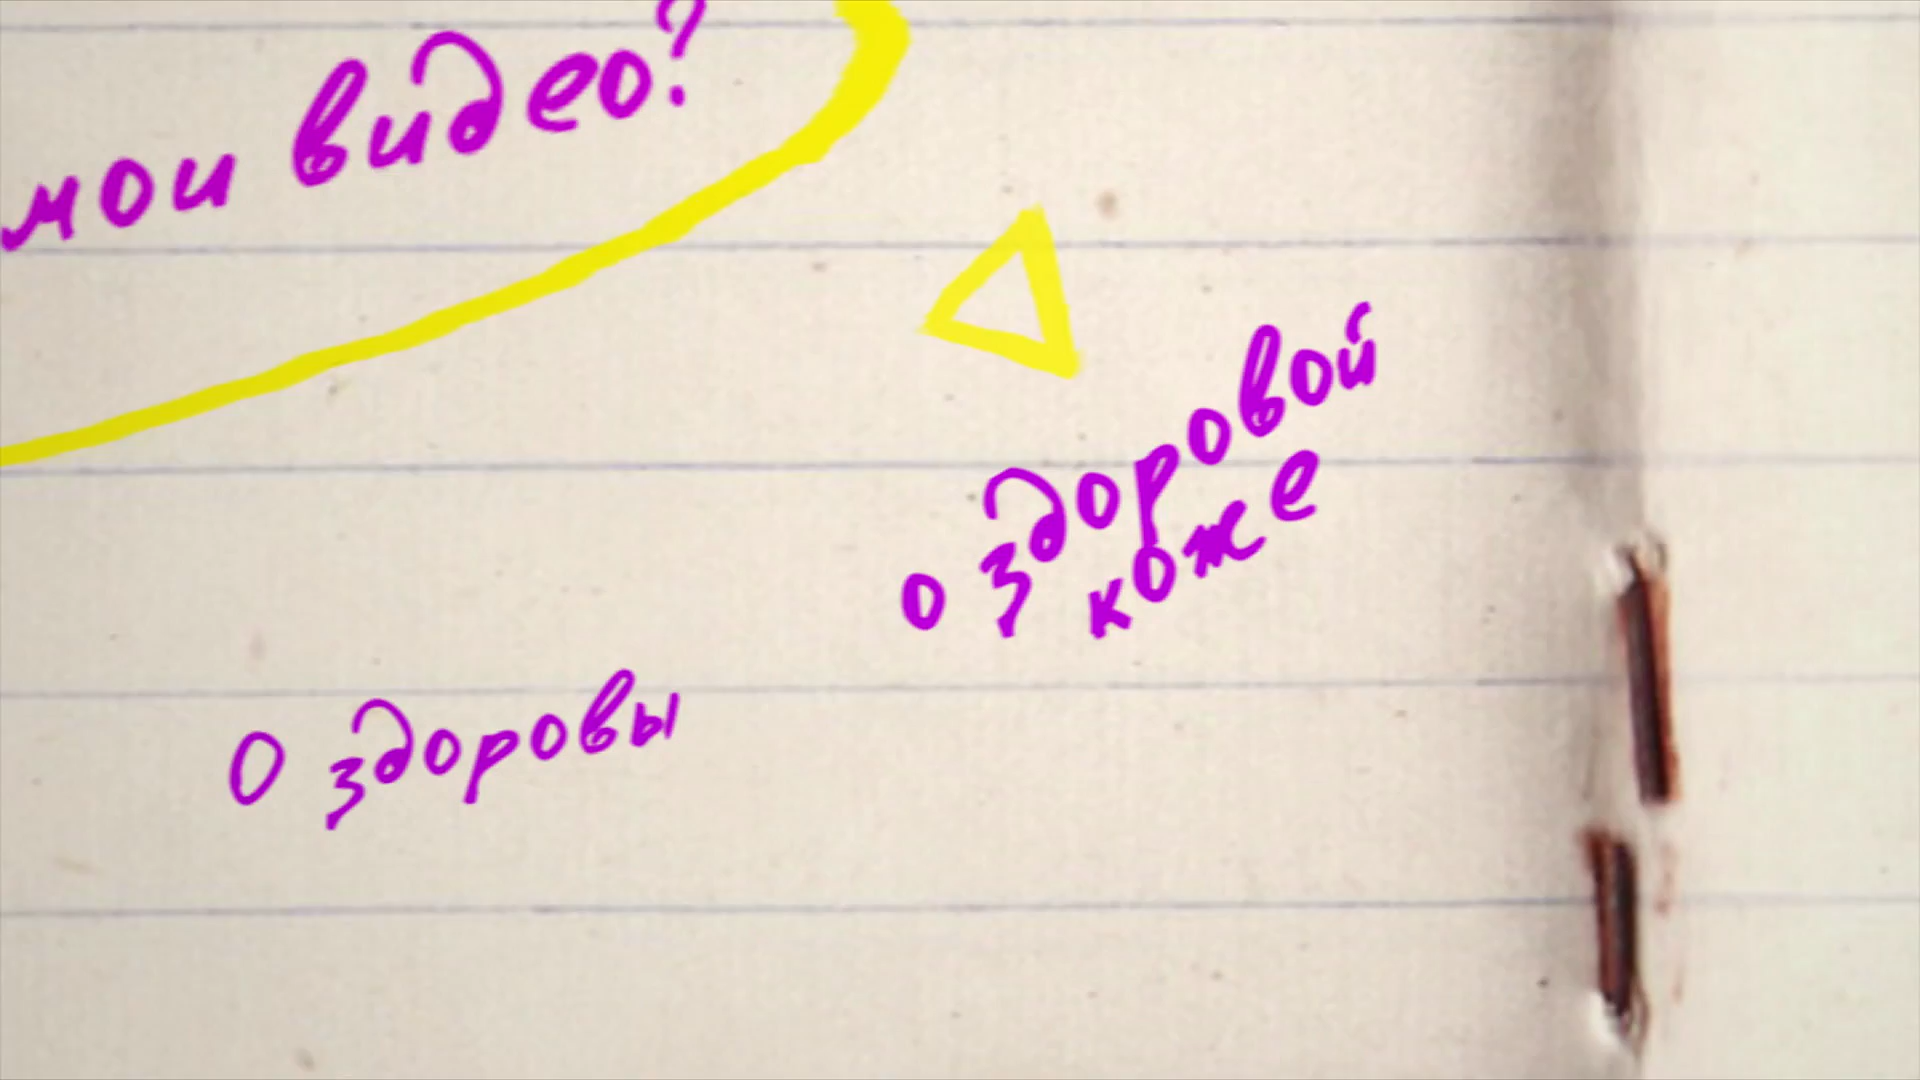 мои видео?
о здоровой
коже
О здоровы